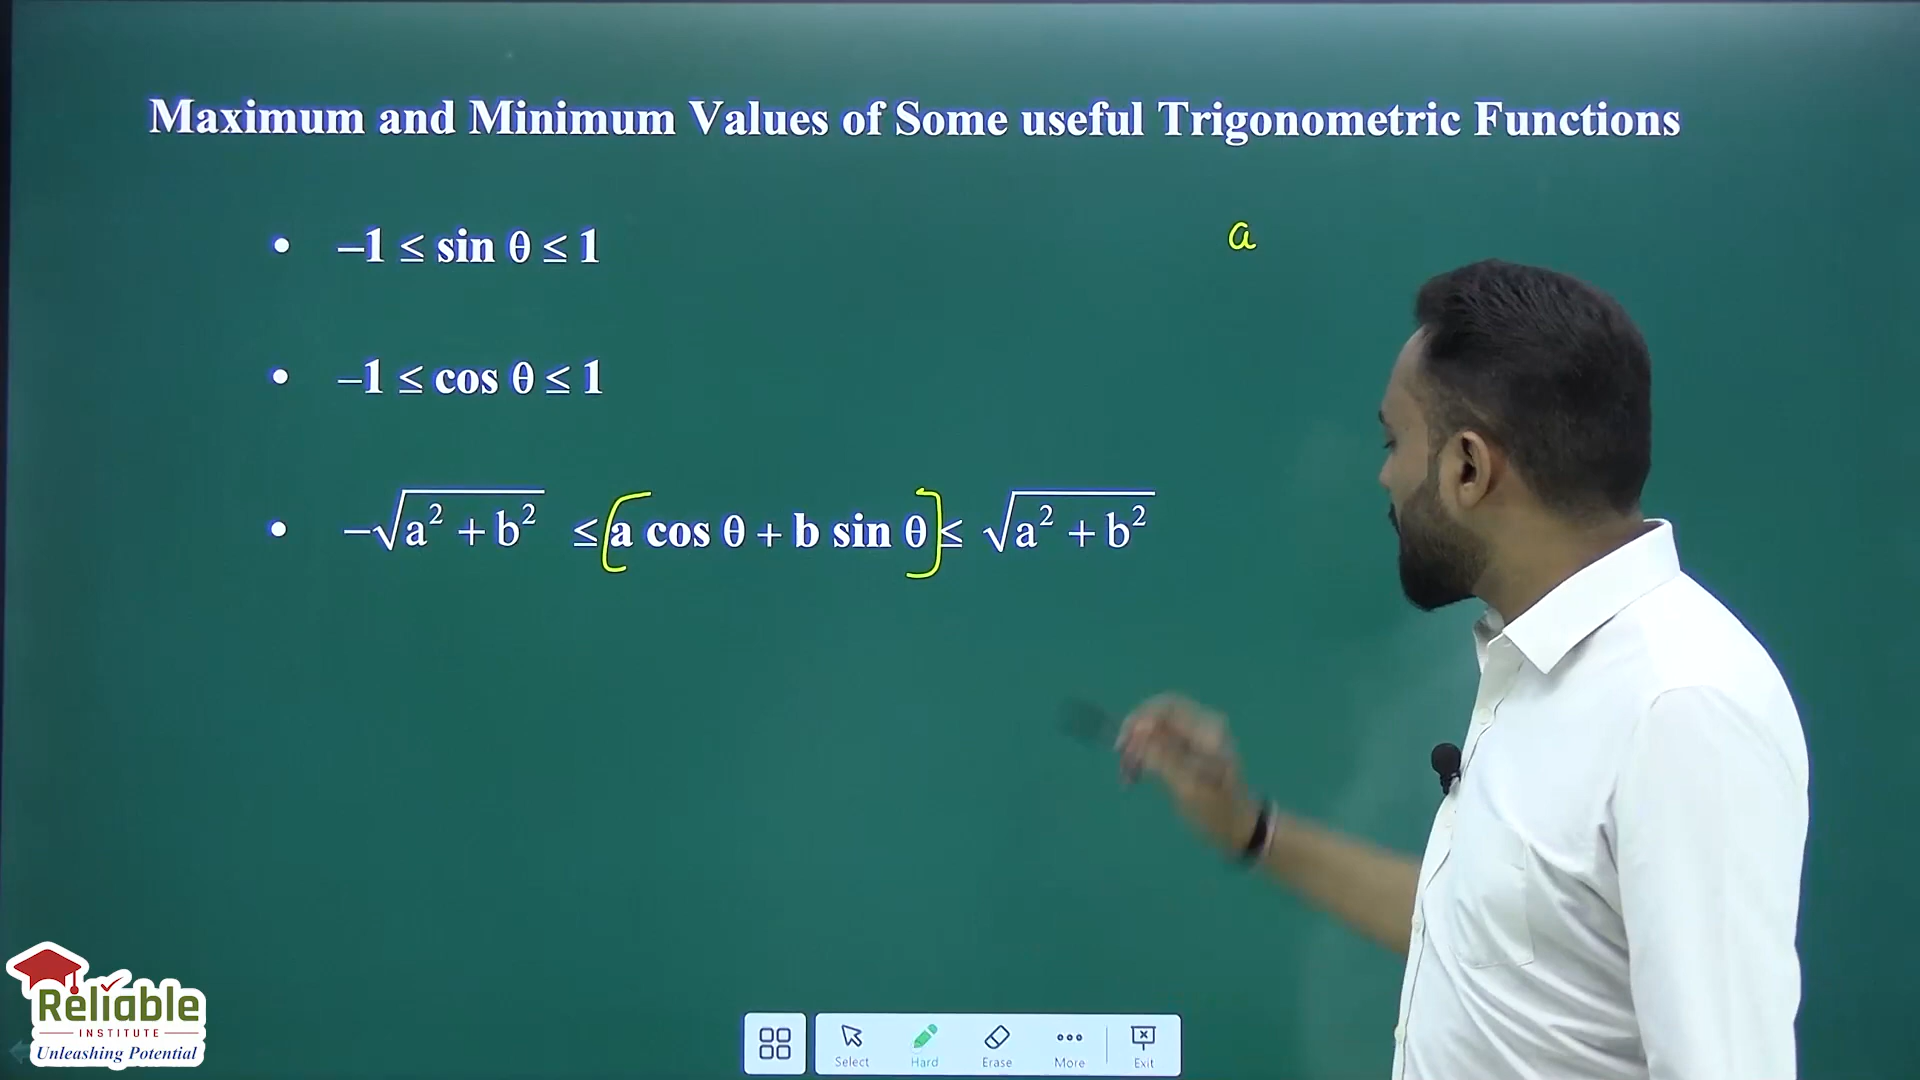 Maximum and Minimum Values of Some useful Trigonometric Functions
• –1 ≤ sin θ ≤ 1
a
• –1 ≤ cos θ ≤ 1
• –√(a² + b²) ≤ [a cos θ + b sin θ] ≤ √(a² + b²)
Reliable
INSTITUTE
Unleashing Potential
Select Hard Erase More Exit